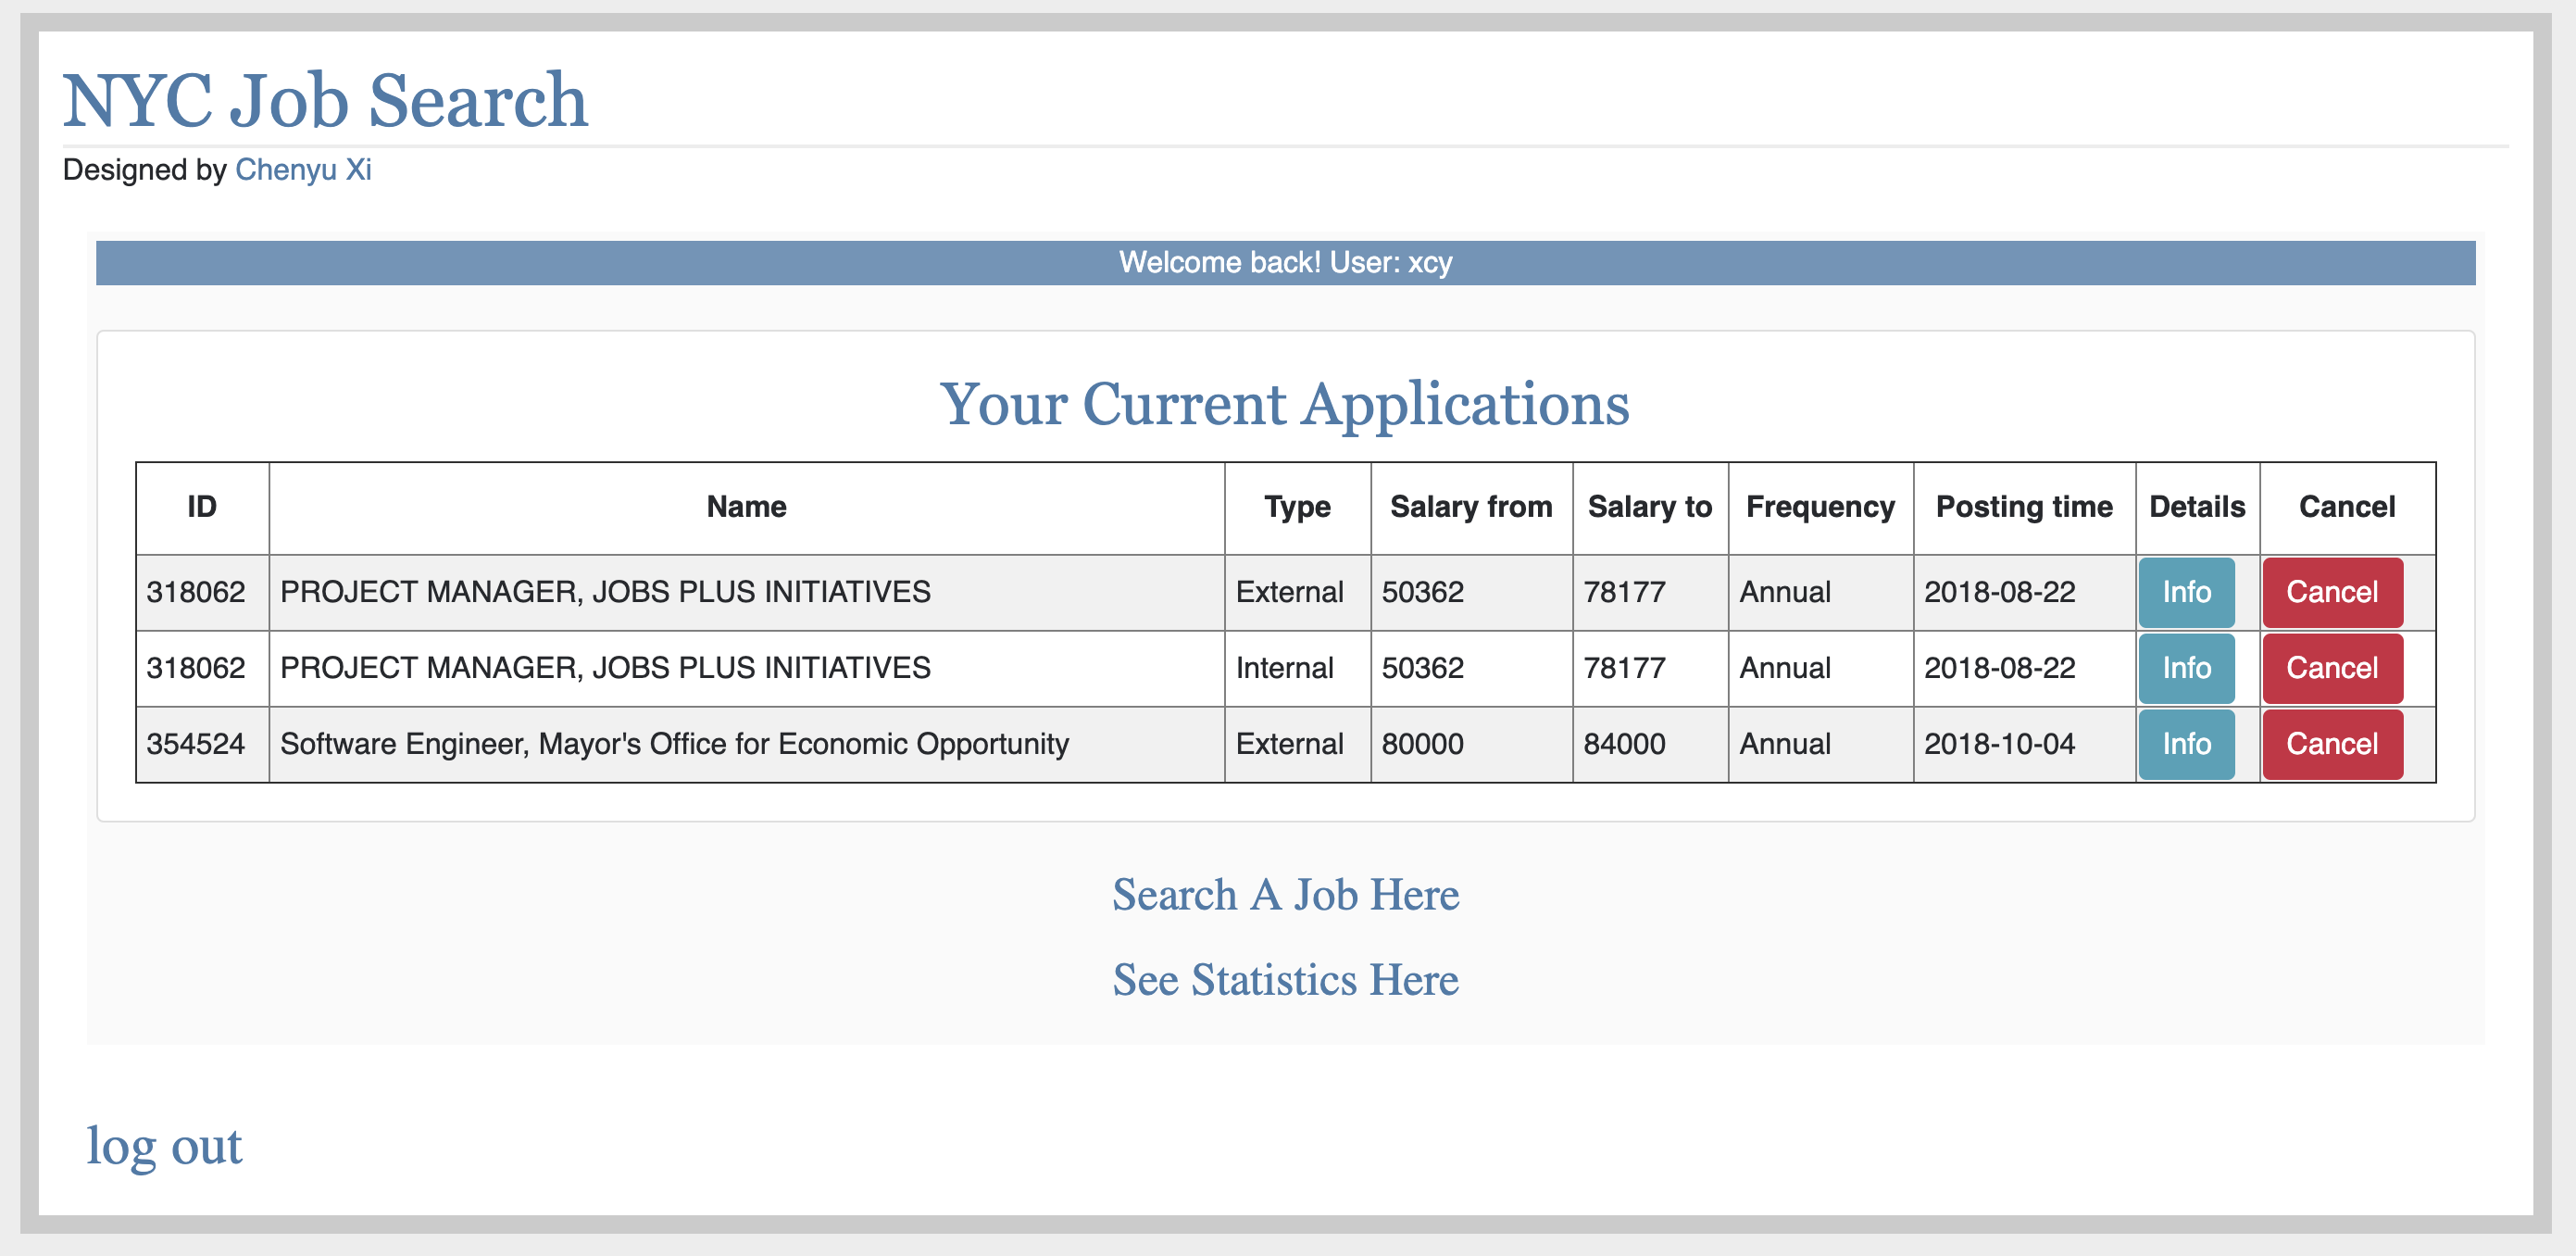 NYC Job Search
Designed by Chenyu Xi
Welcome back! User: xcy
Your Current Applications
ID Name Type Salary from Salary to Frequency Posting time Details Cancel
318062 PROJECT MANAGER, JOBS PLUS INITIATIVES External 50362 78177 Annual 2018-08-22 Info Cancel
318062 PROJECT MANAGER, JOBS PLUS INITIATIVES Internal 50362 78177 Annual 2018-08-22 Info Cancel
354524 Software Engineer, Mayor's Office for Economic Opportunity External 80000 84000 Annual 2018-10-04 Info Cancel
Search A Job Here
See Statistics Here
log out